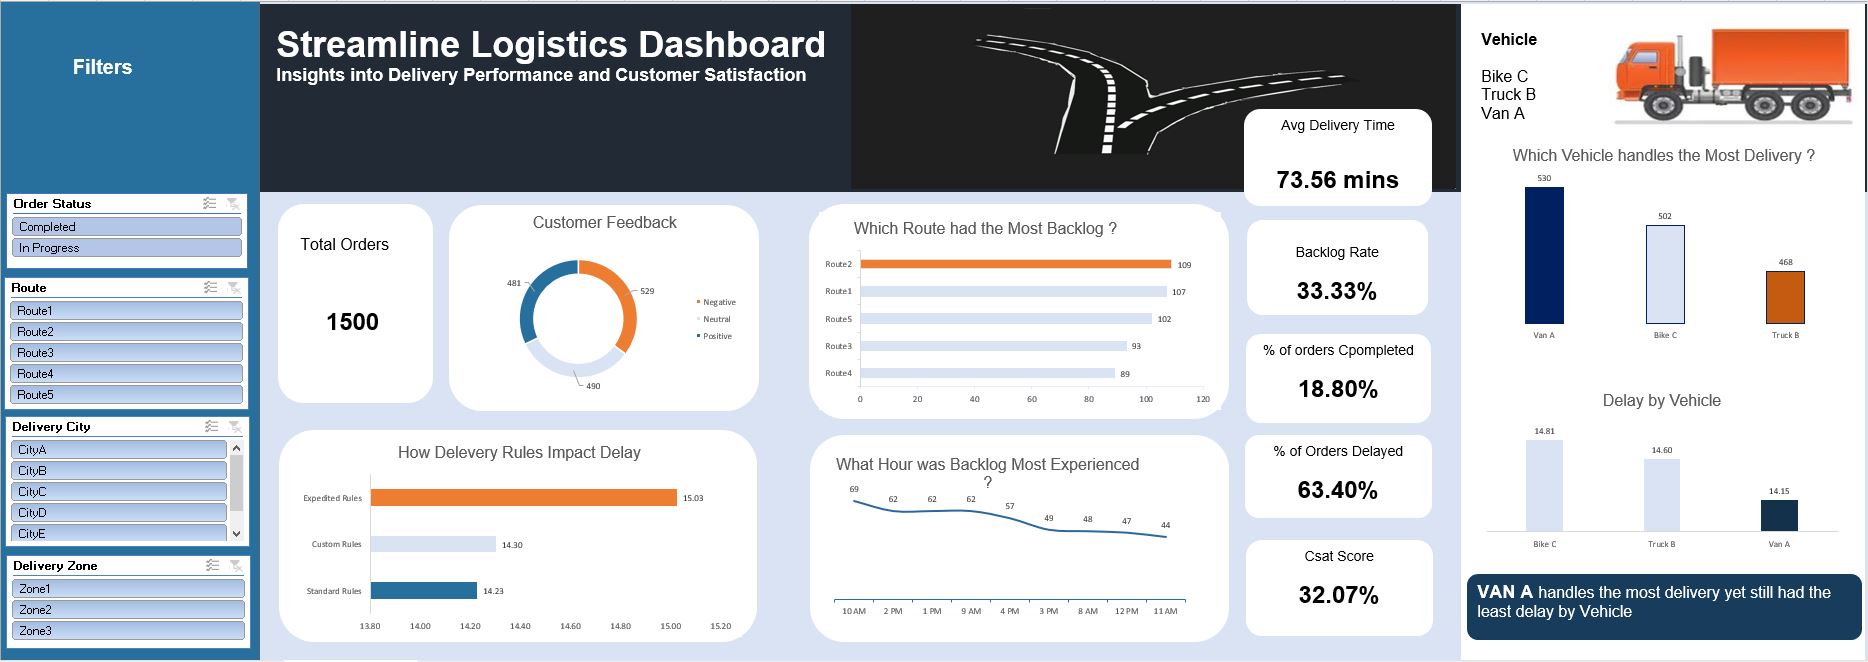 Filters
Order Status
Completed
In Progress
Route
Route1
Route2
Route3
Route4
Route5
Delivery City
CityA
CityB
CityC
CityD
CityE
Delivery Zone
Zone1
Zone2
Zone3
Streamline Logistics Dashboard
Insights into Delivery Performance and Customer Satisfaction
Total Orders
1500
Customer Feedback
481
529
490
Negative
Neutral
Positive
Which Route had the Most Backlog ?
Route2 109
Route1 107
Route5 102
Route3 93
Route4 89
0 20 40 60 80 100 120
How Delevery Rules Impact Delay
Expedited Rules 15.03
Custom Rules 14.30
Standard Rules 14.23
13.80 14.00 14.20 14.40 14.60 14.80 15.00 15.20
What Hour was Backlog Most Experienced
?
69 62 62 62 57 49 48 47 44
10 AM 2 PM 1 PM 9 AM 4 PM 3 PM 8 AM 12 PM 11 AM
Avg Delivery Time
73.56 mins
Backlog Rate
33.33%
% of orders Cpompleted
18.80%
% of Orders Delayed
63.40%
Csat Score
32.07%
Vehicle
Bike C
Truck B
Van A
Which Vehicle handles the Most Delivery ?
530
502
468
Van A Bike C Truck B
Delay by Vehicle
14.81
14.60
14.15
Bike C Truck B Van A
VAN A handles the most delivery yet still had the
least delay by Vehicle